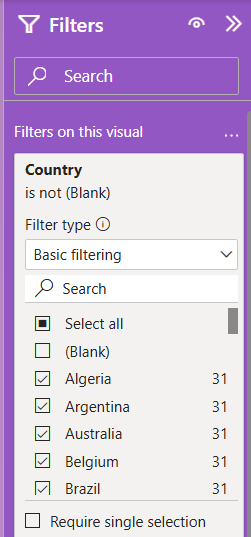 Filters
Search
Filters on this visual ...
Country
is not (Blank)
Filter type
Basic filtering
Search
Select all
(Blank)
Algeria 31
Argentina 31
Australia 31
Belgium 31
Brazil 31
Require single selection